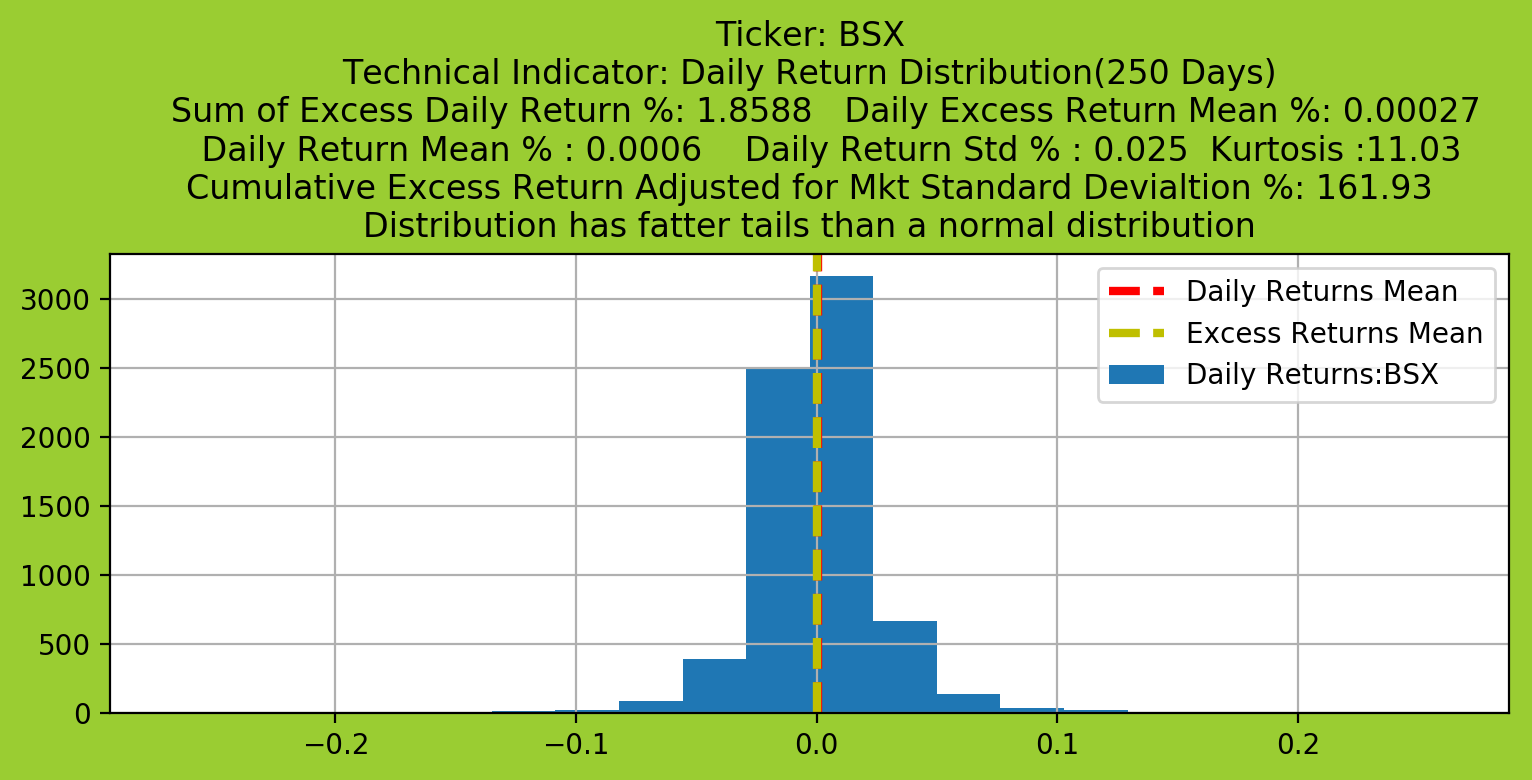 Ticker: BSX
Technical Indicator: Daily Return Distribution(250 Days)
Sum of Excess Daily Return %: 1.8588   Daily Excess Return Mean %: 0.00027
Daily Return Mean % : 0.0006    Daily Return Std % : 0.025  Kurtosis :11.03
Cumulative Excess Return Adjusted for Mkt Standard Devialtion %: 161.93
Distribution has fatter tails than a normal distribution
Daily Returns Mean
Excess Returns Mean
Daily Returns:BSX
3000
2500
2000
1500
1000
500
0
−0.2 −0.1 0.0 0.1 0.2